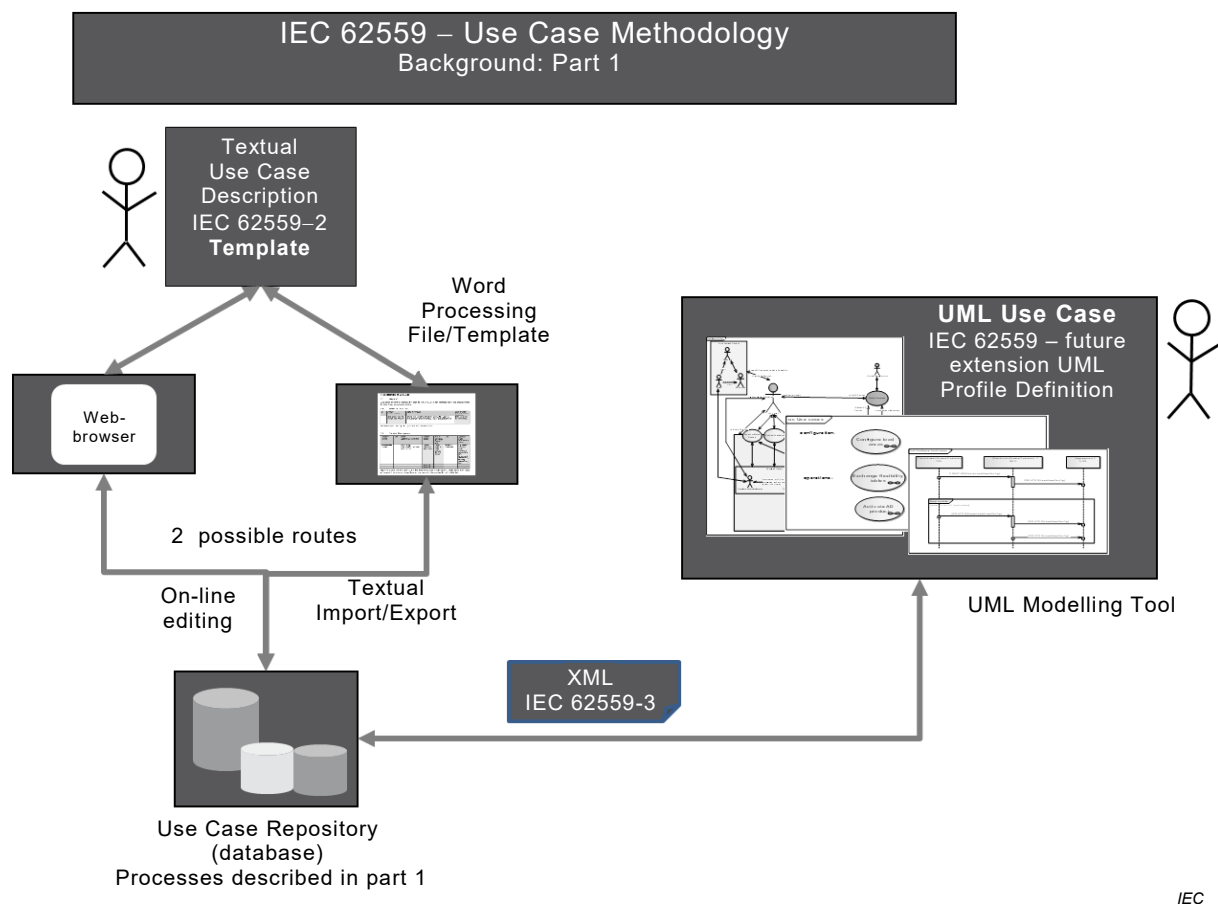 IEC 62559 – Use Case Methodology
Background: Part 1
Textual
Use Case
Description
IEC 62559–2
Template
Word
Processing
File/Template
Web-
browser
UML Use Case
IEC 62559 – future
extension UML
Profile Definition
configuration.
operations.
2 possible routes
On-line
editing
Textual
Import/Export
UML Modelling Tool
XML
IEC 62559-3
Use Case Repository
(database)
Processes described in part 1
IEC